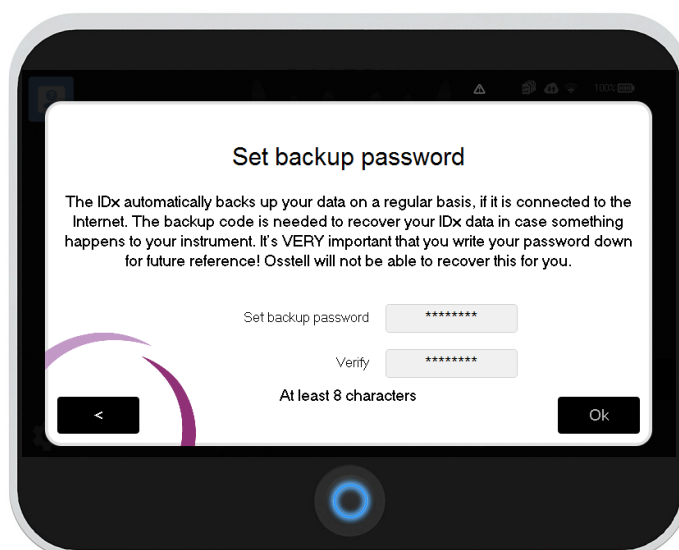 100%
Set backup password
The IDx automatically backs up your data on a regular basis, if it is connected to the
Internet. The backup code is needed to recover your IDx data in case something
happens to your instrument. It's VERY important that you write your password down
for future reference! Osstell will not be able to recover this for you.
Set backup password ********
Verify ********
At least 8 characters
< Ok